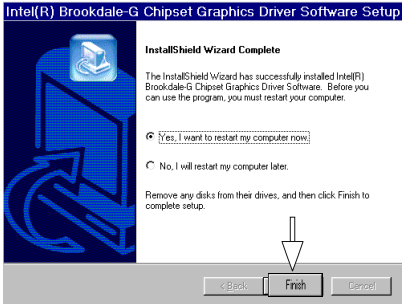 Intel(R) Brookdale-G Chipset Graphics Driver Software Setup
InstallShield Wizard Complete
The InstallShield Wizard has successfully installed Intel(R)
Brookdale-G Chipset Graphics Driver Software. Before you
can use the program, you must restart your computer.
Yes, I want to restart my computer now.
No, I will restart my computer later.
Remove any disks from their drives, and then click Finish to
complete setup.
< Back Finish Cancel